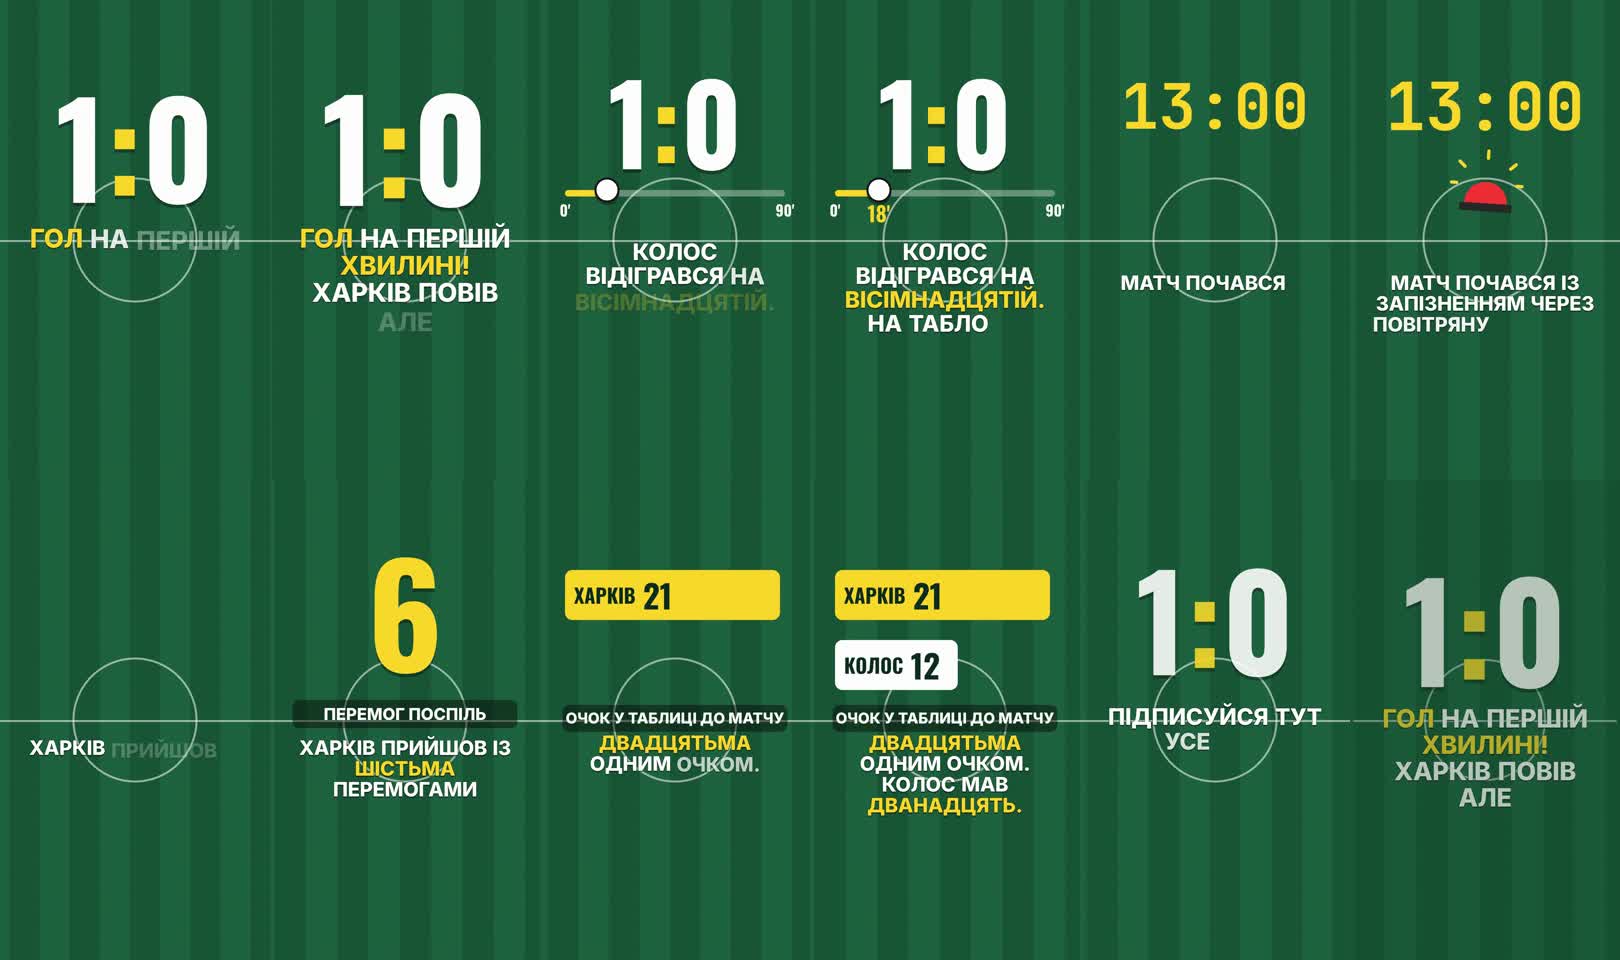 1:0
ГОЛ НА ПЕРШІЙ
1:0
ГОЛ НА ПЕРШІЙ
ХВИЛИНІ!
ХАРКІВ ПОВІВ
АЛЕ
1:0
0' 90'
КОЛОС
ВІДІГРАВСЯ НА
ВІСІМНАДЦЯТІЙ.
1:0
0' 18' 90'
КОЛОС
ВІДІГРАВСЯ НА
ВІСІМНАДЦЯТІЙ.
НА ТАБЛО
13:00
МАТЧ ПОЧАВСЯ
13:00
МАТЧ ПОЧАВСЯ ІЗ
ЗАПІЗНЕННЯМ ЧЕРЕЗ
ПОВІТРЯНУ
ХАРКІВ ПРИЙШОВ
6
ПЕРЕМОГ ПОСПІЛЬ
ХАРКІВ ПРИЙШОВ ІЗ
ШІСТЬМА
ПЕРЕМОГАМИ
ХАРКІВ 21
ОЧОК У ТАБЛИЦІ ДО МАТЧУ
ДВАДЦЯТЬМА
ОДНИМ ОЧКОМ.
ХАРКІВ 21
КОЛОС 12
ОЧОК У ТАБЛИЦІ ДО МАТЧУ
ДВАДЦЯТЬМА
ОДНИМ ОЧКОМ.
КОЛОС МАВ
ДВАНАДЦЯТЬ.
1:0
ПІДПИСУЙСЯ ТУТ
УСЕ
1:0
ГОЛ НА ПЕРШІЙ
ХВИЛИНІ!
ХАРКІВ ПОВІВ
АЛЕ